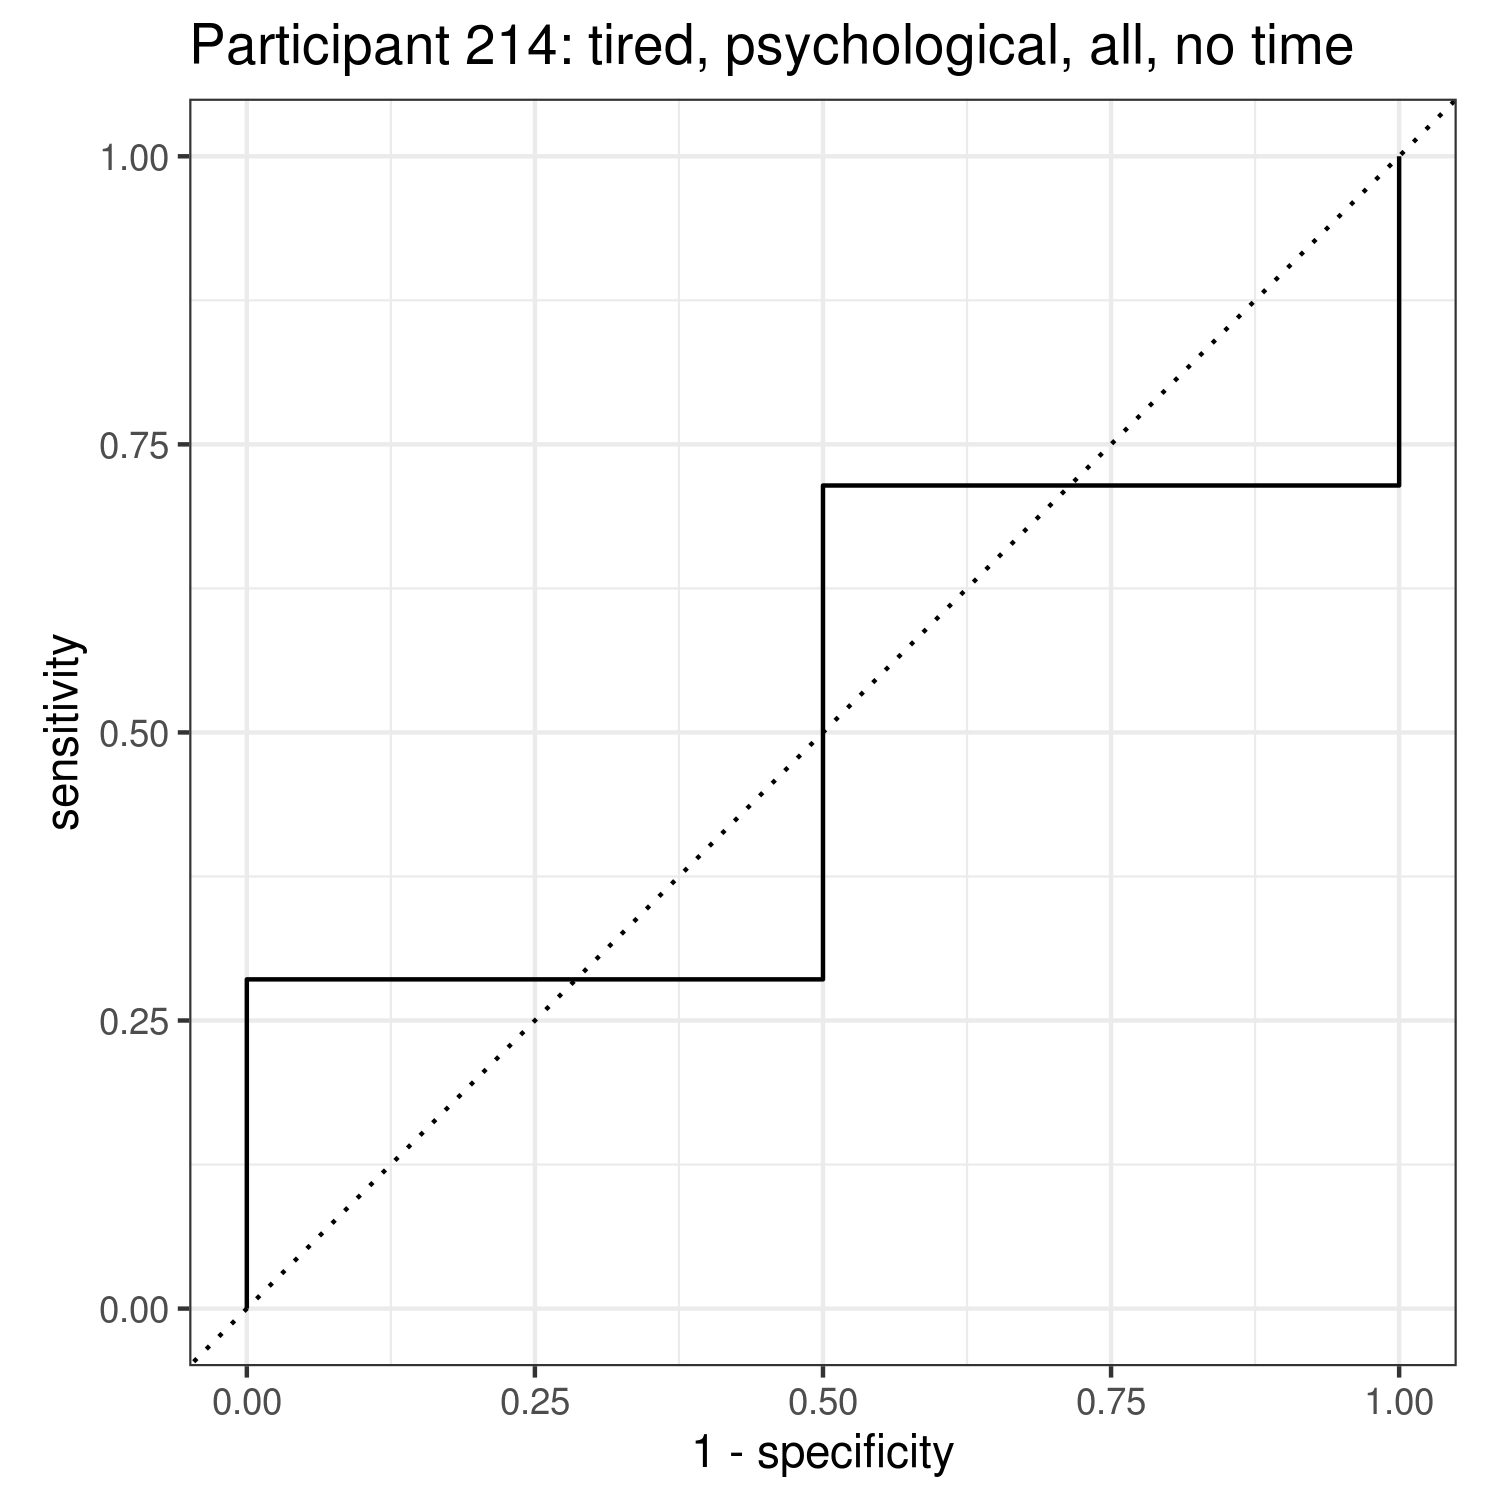 Participant 214: tired, psychological, all, no time
1.00
0.75
0.50
0.25
0.00
sensitivity
0.00 0.25 0.50 0.75 1.00
1 - specificity